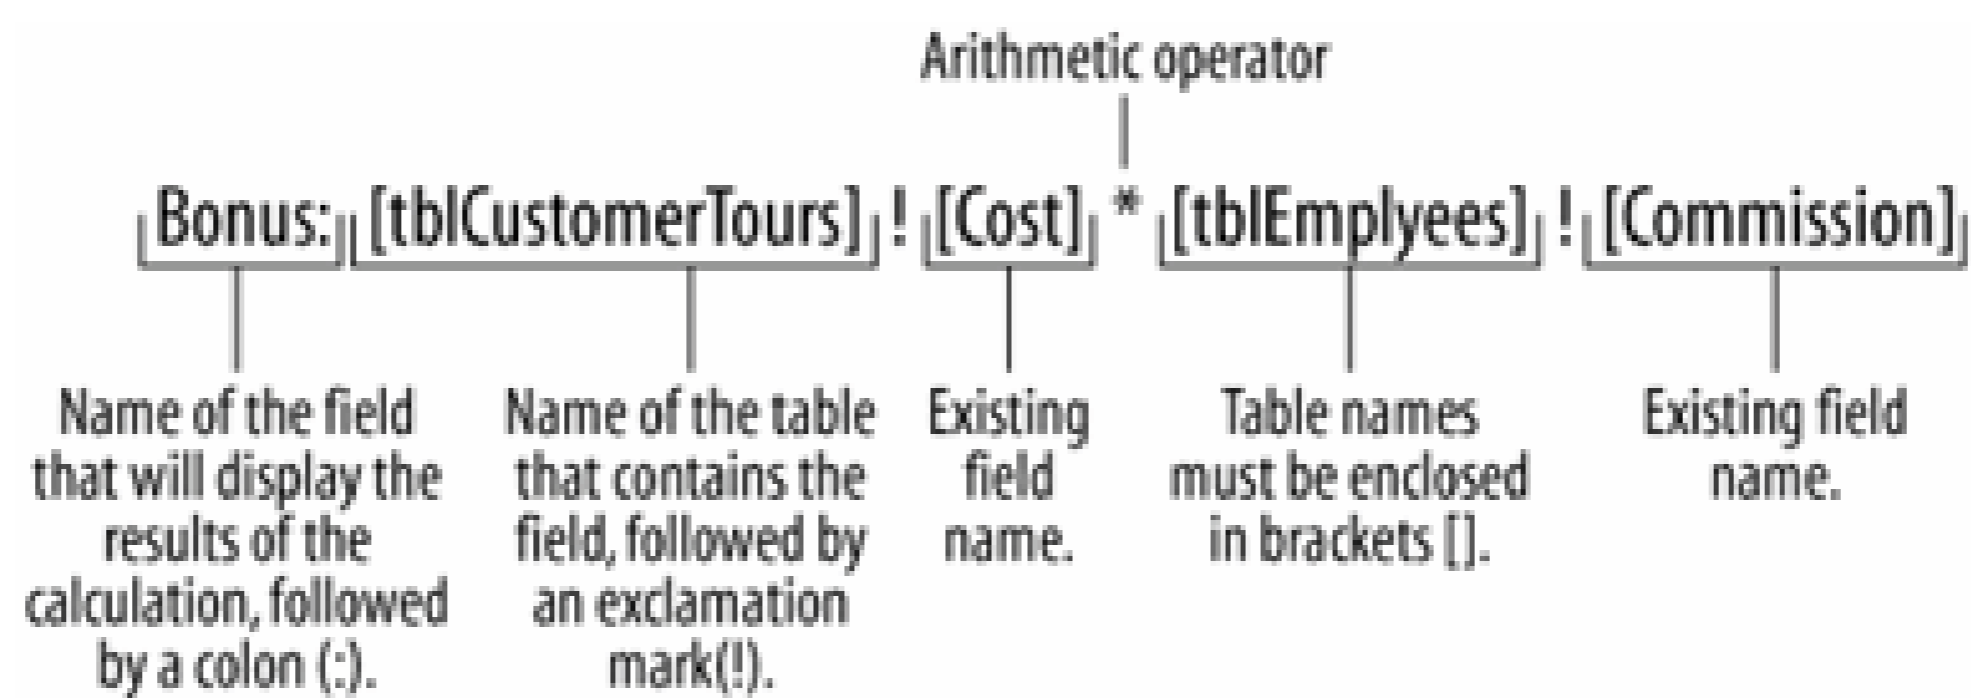 Arithmetic operator
Bonus: [tblCustomerTours] ! [Cost] * [tblEmplyees] ! [Commission]
Name of the field
that will display the
results of the
calculation, followed
by a colon (:).
Name of the table
that contains the
field, followed by
an exclamation
mark(!).
Existing
field
name.
Table names
must be enclosed
in brackets [].
Existing field
name.